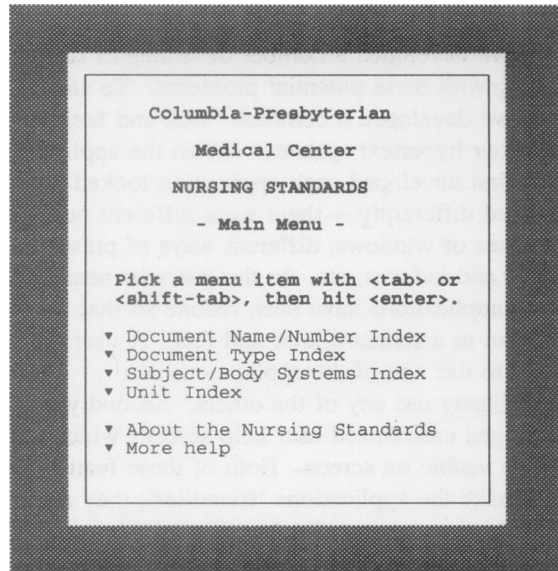 Columbia-Presbyterian
Medical Center
NURSING STANDARDS
- Main Menu -
Pick a menu item with <tab> or
<shift-tab>, then hit <enter>.
▼ Document Name/Number Index
▼ Document Type Index
▼ Subject/Body Systems Index
▼ Unit Index
▼ About the Nursing Standards
▼ More help